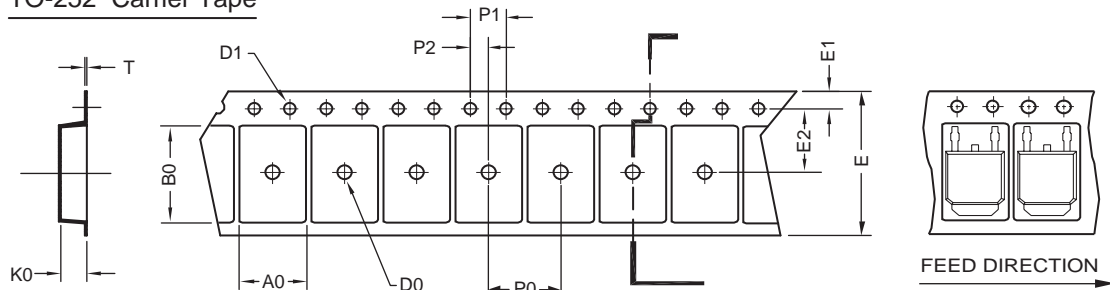 TO-252 Carrier Tape
P1
P2
D1
E1
T
E2
E
B0
K0
A0
D0
P0
FEED DIRECTION